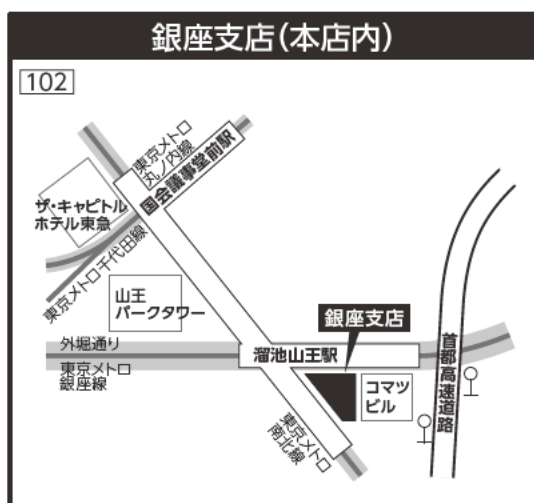 銀座支店(本店内)
102
東京メトロ
丸ノ内線
国会議事堂前駅
ザ・キャピトル
ホテル東急
東京メトロ千代田線
山王
パークタワー
銀座支店
外堀通り
溜池山王駅
東京メトロ
銀座線
コマツ
ビル
首都高速道路
東京メトロ
南北線